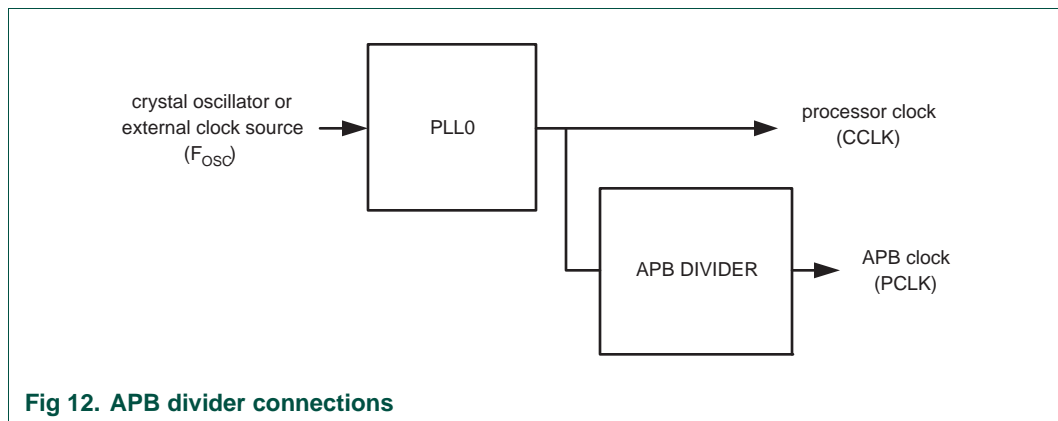 crystal oscillator or
external clock source
(FOSC)
PLL0
processor clock
(CCLK)
APB DIVIDER
APB clock
(PCLK)
Fig 12. APB divider connections